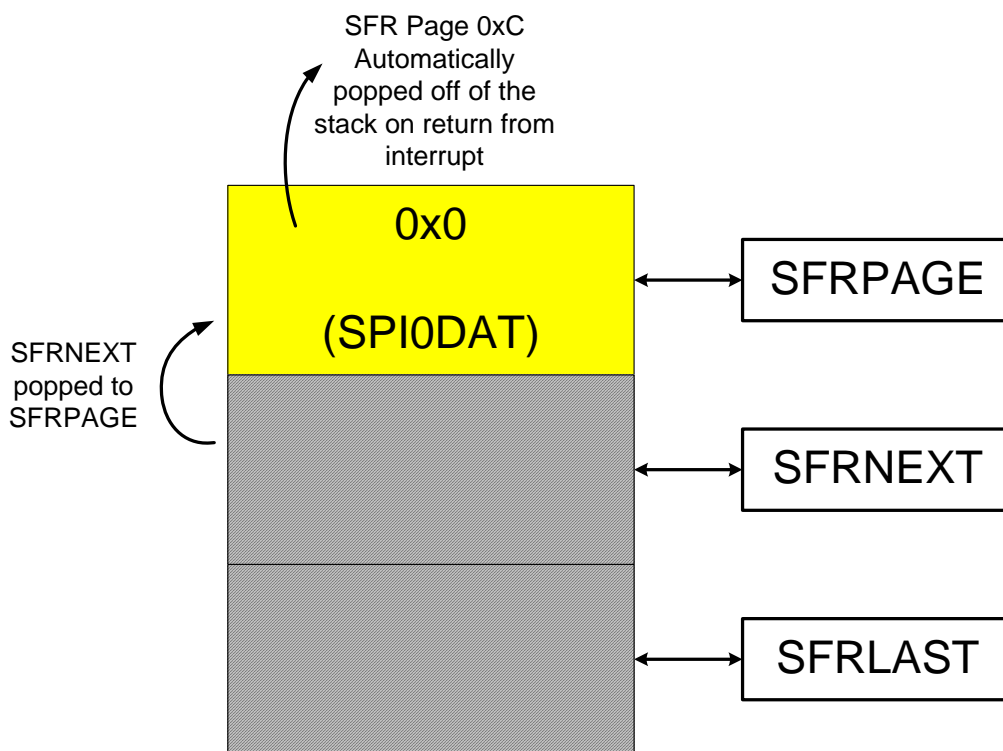 SFR Page 0xC
Automatically
popped off of the
stack on return from
interrupt
0x0
(SPI0DAT)
SFRPAGE
SFRNEXT
popped to
SFRPAGE
SFRNEXT
SFRLAST